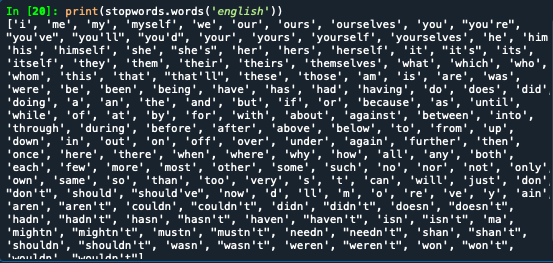 In [20]: print(stopwords.words('english'))
['i', 'me', 'my', 'myself', 'we', 'our', 'ours', 'ourselves', 'you', "you're",
"you've", "you'll", "you'd", 'your', 'yours', 'yourself', 'yourselves', 'he', 'him
'his', 'himself', 'she', "she's", 'her', 'hers', 'herself', 'it', "it's", 'its',
'itself', 'they', 'them', 'their', 'theirs', 'themselves', 'what', 'which', 'who',
'whom', 'this', 'that', "that'll", 'these', 'those', 'am', 'is', 'are', 'was',
'were', 'be', 'been', 'being', 'have', 'has', 'had', 'having', 'do', 'does', 'did
'doing', 'a', 'an', 'the', 'and', 'but', 'if', 'or', 'because', 'as', 'until',
'while', 'of', 'at', 'by', 'for', 'with', 'about', 'against', 'between', 'into',
'through', 'during', 'before', 'after', 'above', 'below', 'to', 'from', 'up',
'down', 'in', 'out', 'on', 'off', 'over', 'under', 'again', 'further', 'then',
'once', 'here', 'there', 'when', 'where', 'why', 'how', 'all', 'any', 'both',
'each', 'few', 'more', 'most', 'other', 'some', 'such', 'no', 'nor', 'not', 'only'
'own', 'same', 'so', 'than', 'too', 'very', 's', 't', 'can', 'will', 'just', 'don'
"don't", 'should', "should've", 'now', 'd', 'll', 'm', 'o', 're', 've', 'y', 'ain'
'aren', "aren't", 'couldn', "couldn't", 'didn', "didn't", 'doesn', "doesn't",
'hadn', "hadn't", 'hasn', "hasn't", 'haven', "haven't", 'isn', "isn't", 'ma',
'mightn', "mightn't", 'mustn', "mustn't", 'needn', "needn't", 'shan', "shan't",
'shouldn', "shouldn't", 'wasn', "wasn't", 'weren', "weren't", 'won', "won't",
'wouldn', "wouldn't"]